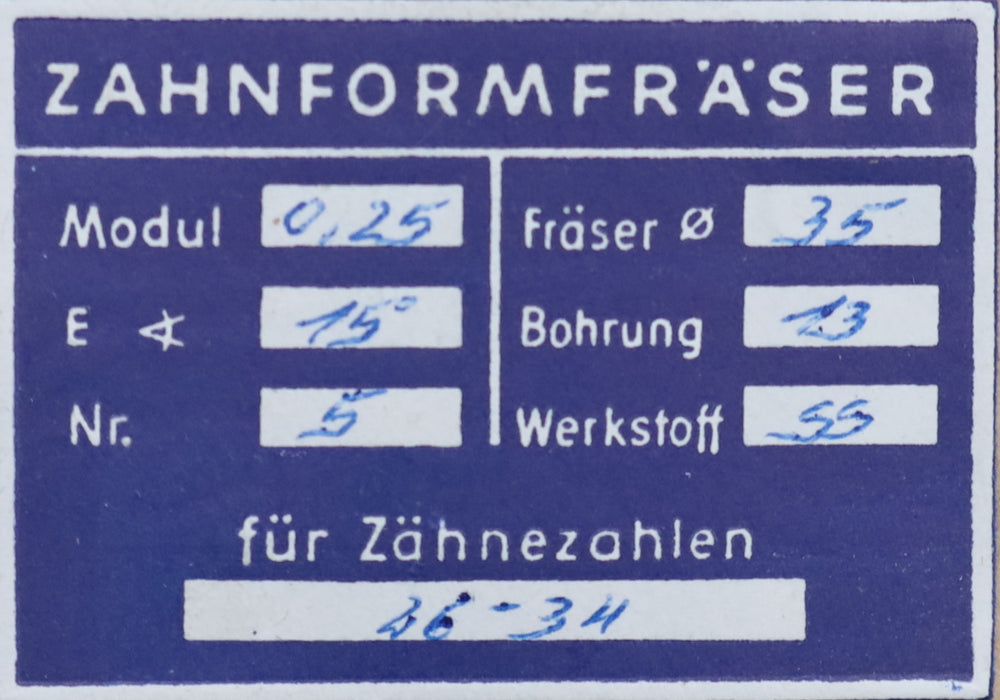 ZAHNFORMFRÄSER
Modul 0,25
E ∢ 15°
Nr. 5
Fräser Ø 35
Bohrung 13
Werkstoff SS
für Zähnezahlen
26-34